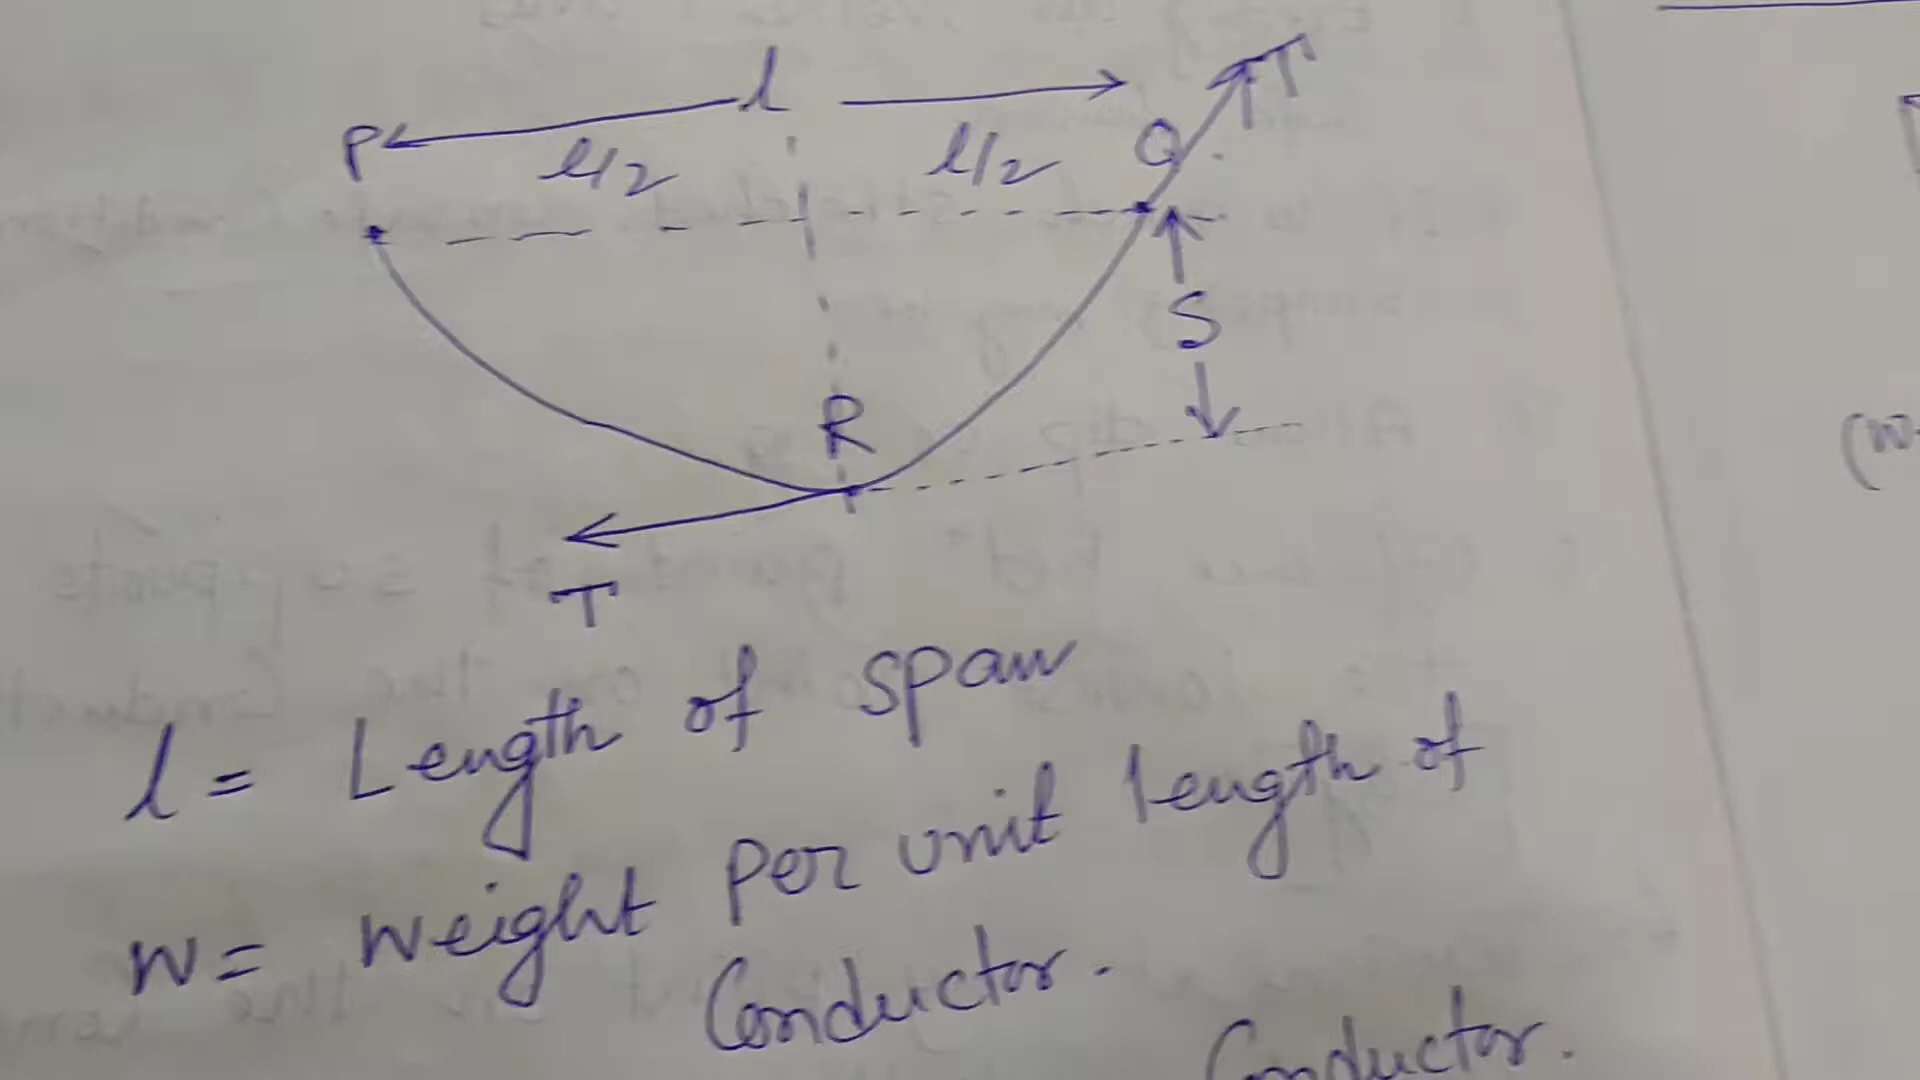 l
T
P
l/2
l/2
Q
S
R
T
l = Length of span
w = weight per unit length of
Conductor.
Conductor.